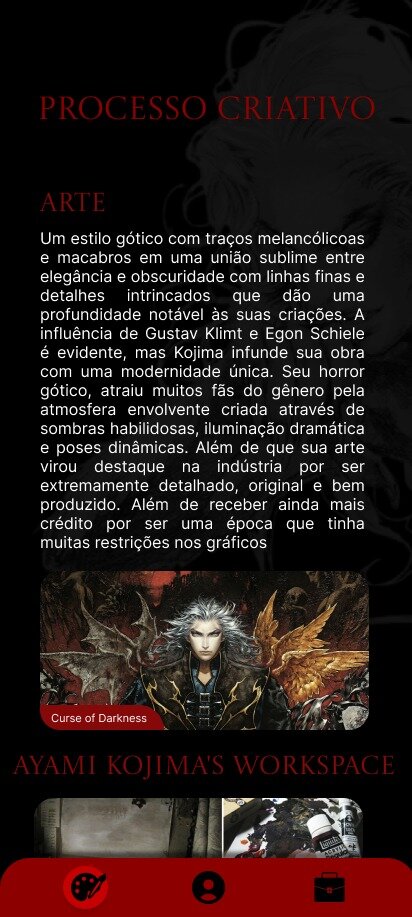 PROCESSO CRIATIVO
ARTE
Um estilo gótico com traços melancólicoas
e macabros em uma união sublime entre
elegância e obscuridade com linhas finas e
detalhes intrincados que dão uma
profundidade notável às suas criações. A
influência de Gustav Klimt e Egon Schiele
é evidente, mas Kojima infunde sua obra
com uma modernidade única. Seu horror
gótico, atraiu muitos fãs do gênero pela
atmosfera envolvente criada através de
sombras habilidosas, iluminação dramática
e poses dinâmicas. Além de que sua arte
virou destaque na indústria por ser
extremamente detalhado, original e bem
produzido. Além de receber ainda mais
crédito por ser uma época que tinha
muitas restrições nos gráficos
Curse of Darkness
AYAMI KOJIMA'S WORKSPACE